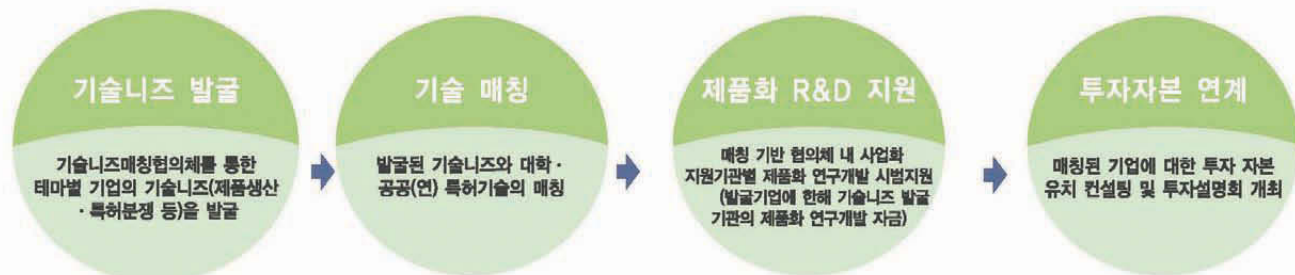 기술니즈 발굴
기술니즈매칭협의체를 통한
테마별 기업의 기술니즈(제품생산
· 특허분쟁 등)을 발굴
기술 매칭
발굴된 기술니즈와 대학 ·
공공(연) 특허기술의 매칭
제품화 R&D 지원
매칭 기반 협의체 내 사업화
지원기관별 제품화 연구개발 시범지원
(발굴기업에 한해 기술니즈 발굴
기관의 제품화 연구개발 자금)
투자자본 연계
매칭된 기업에 대한 투자 자본
유치 컨설팅 및 투자설명회 개최